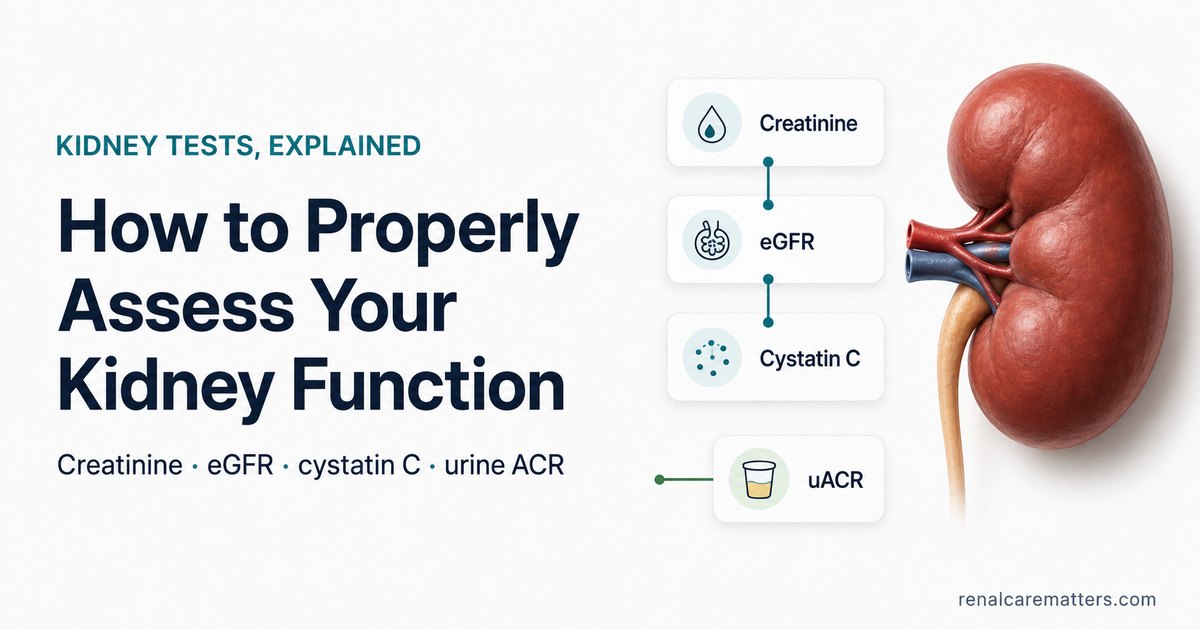 KIDNEY TESTS, EXPLAINED
How to Properly
Assess Your
Kidney Function
Creatinine · eGFR · cystatin C · urine ACR
Creatinine
eGFR
Cystatin C
uACR
renalcarematters.com